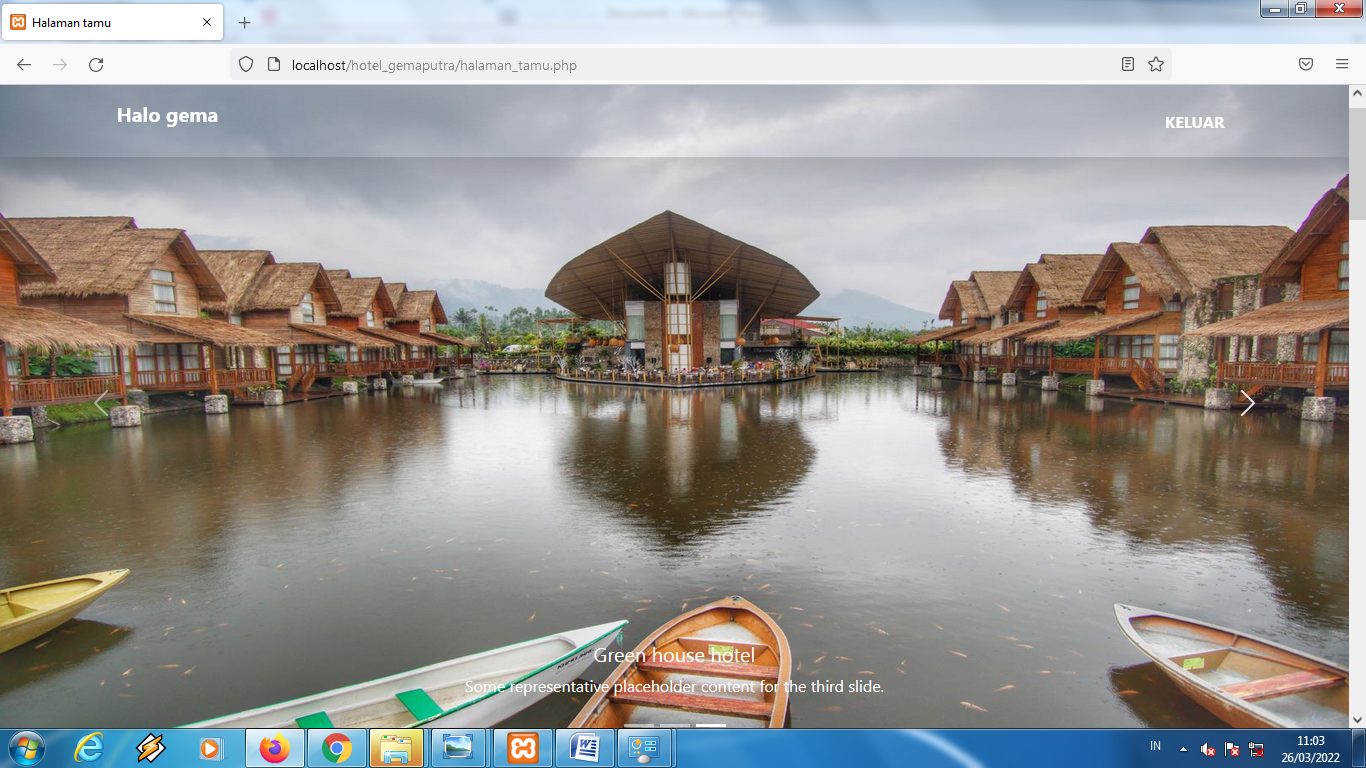 Halaman tamu
localhost/hotel_gemaputra/halaman_tamu.php
Halo gema
KELUAR
Green house hotel
Some representative placeholder content for the third slide.
IN
11:03
26/03/2022